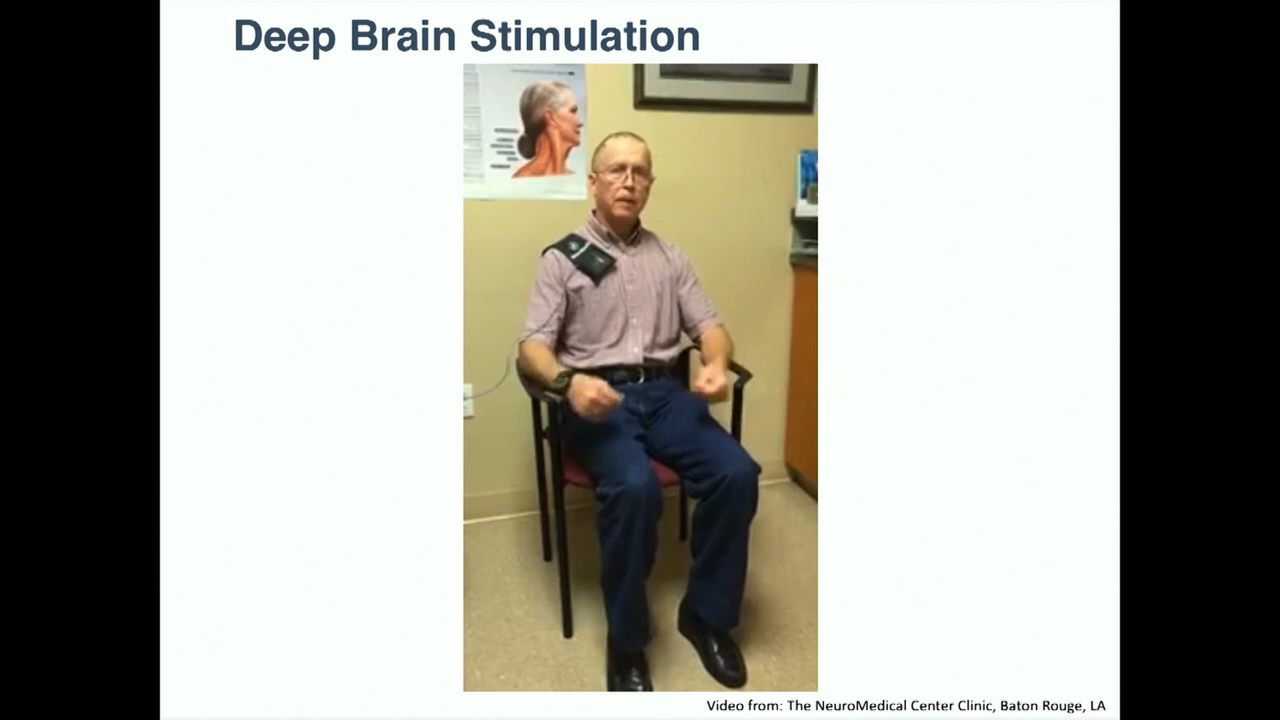 Deep Brain Stimulation
Video from: The NeuroMedical Center Clinic, Baton Rouge, LA